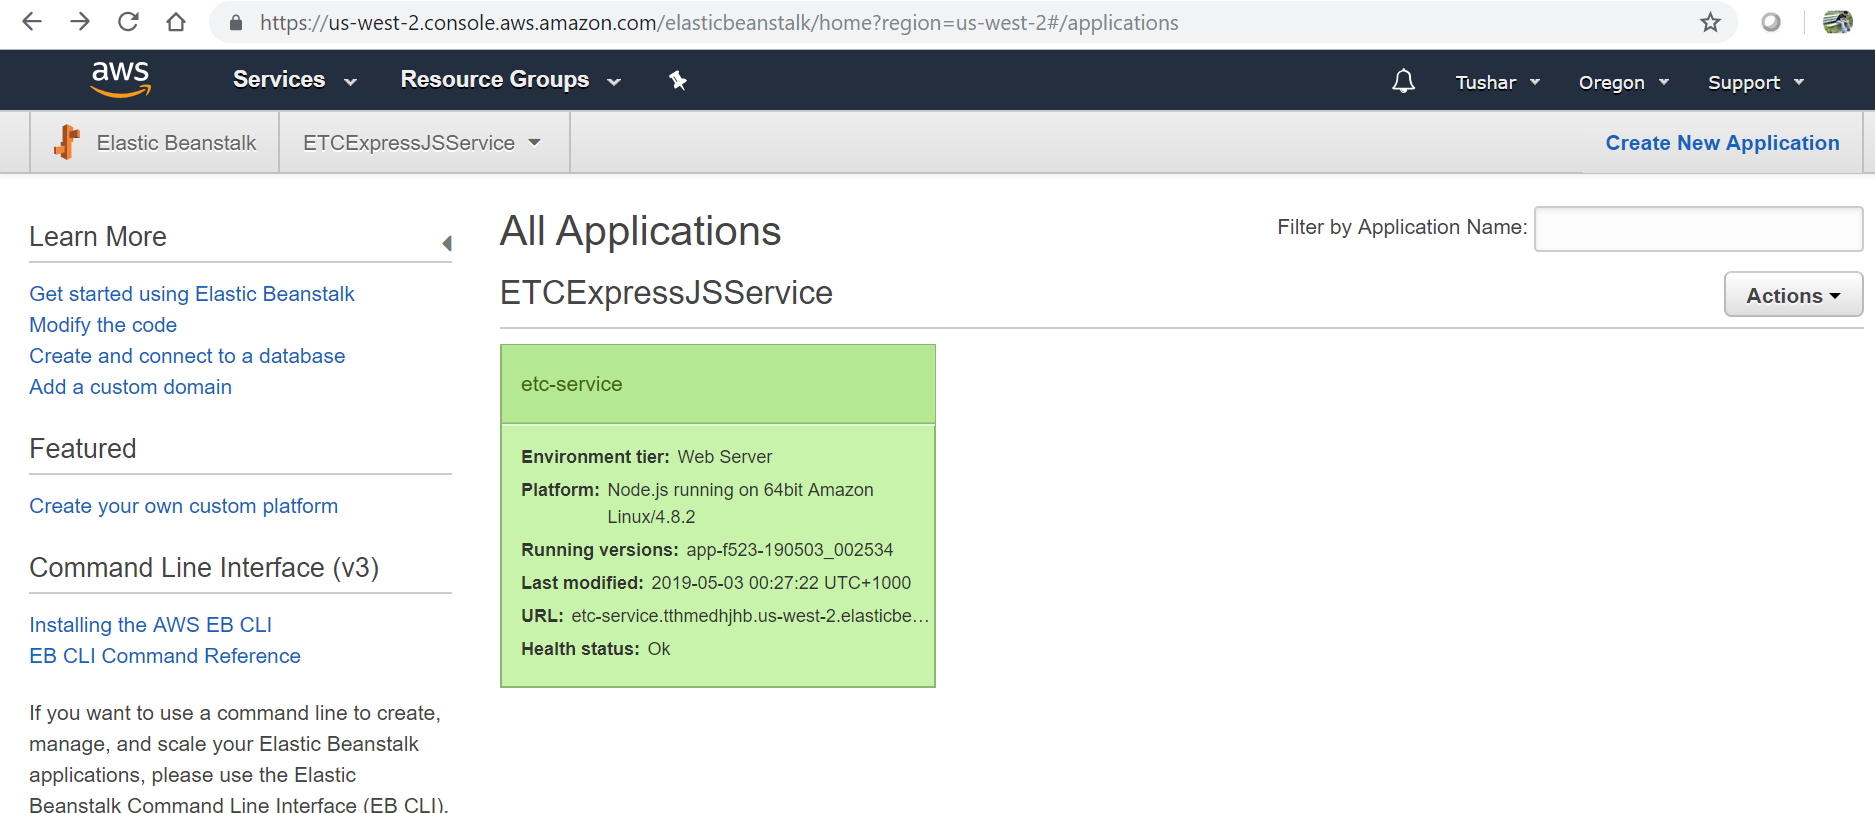 https://us-west-2.console.aws.amazon.com/elasticbeanstalk/home?region=us-west-2#/applications
aws Services Resource Groups Tushar Oregon Support
Elastic Beanstalk ETCExpressJSService Create New Application
Learn More
Get started using Elastic Beanstalk
Modify the code
Create and connect to a database
Add a custom domain
Featured
Create your own custom platform
Command Line Interface (v3)
Installing the AWS EB CLI
EB CLI Command Reference
If you want to use a command line to create,
manage, and scale your Elastic Beanstalk
applications, please use the Elastic
Beanstalk Command Line Interface (EB CLI).
All Applications
Filter by Application Name:
ETCExpressJSService
Actions
etc-service
Environment tier: Web Server
Platform: Node.js running on 64bit Amazon
Linux/4.8.2
Running versions: app-f523-190503_002534
Last modified: 2019-05-03 00:27:22 UTC+1000
URL: etc-service.tthmedhjhb.us-west-2.elasticbe...
Health status: Ok